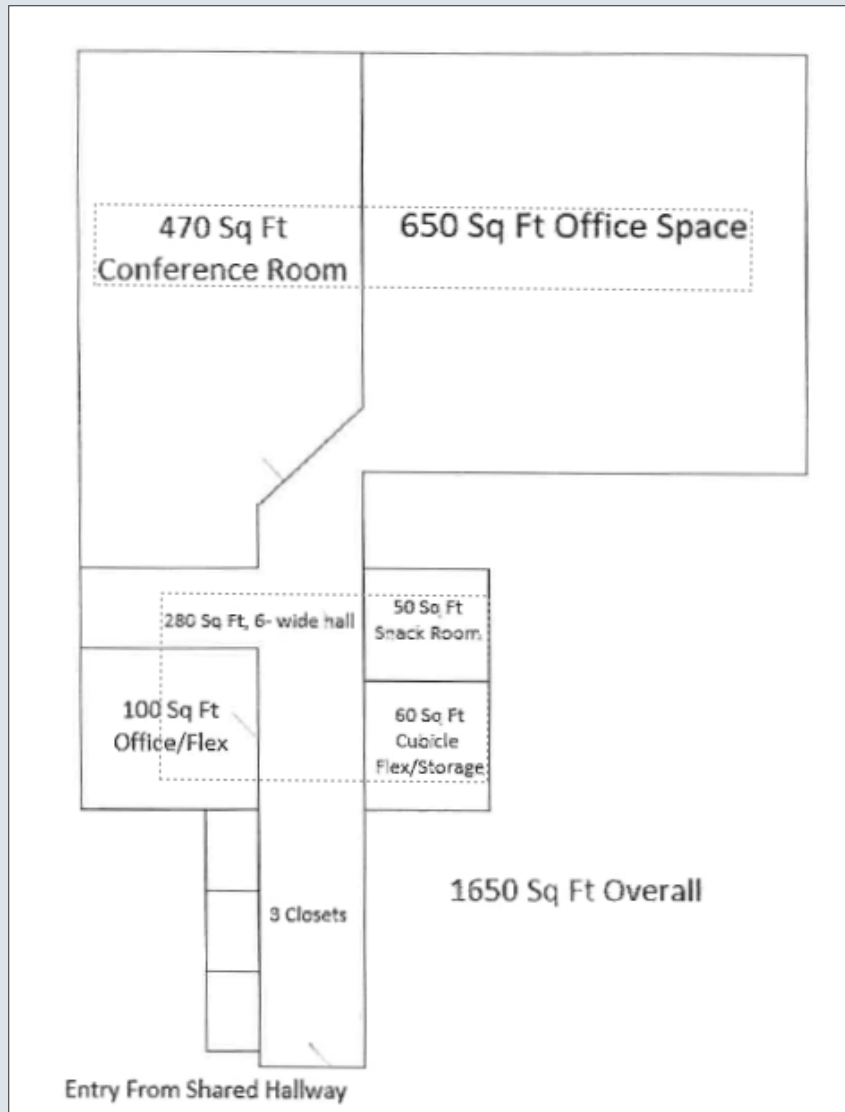 470 Sq Ft
Conference Room
650 Sq Ft Office Space
280 Sq Ft, 6- wide hall
50 Sq Ft
Snack Room
100 Sq Ft
Office/Flex
60 Sq Ft
Cubicle
Flex/Storage
3 Closets
1650 Sq Ft Overall
Entry From Shared Hallway